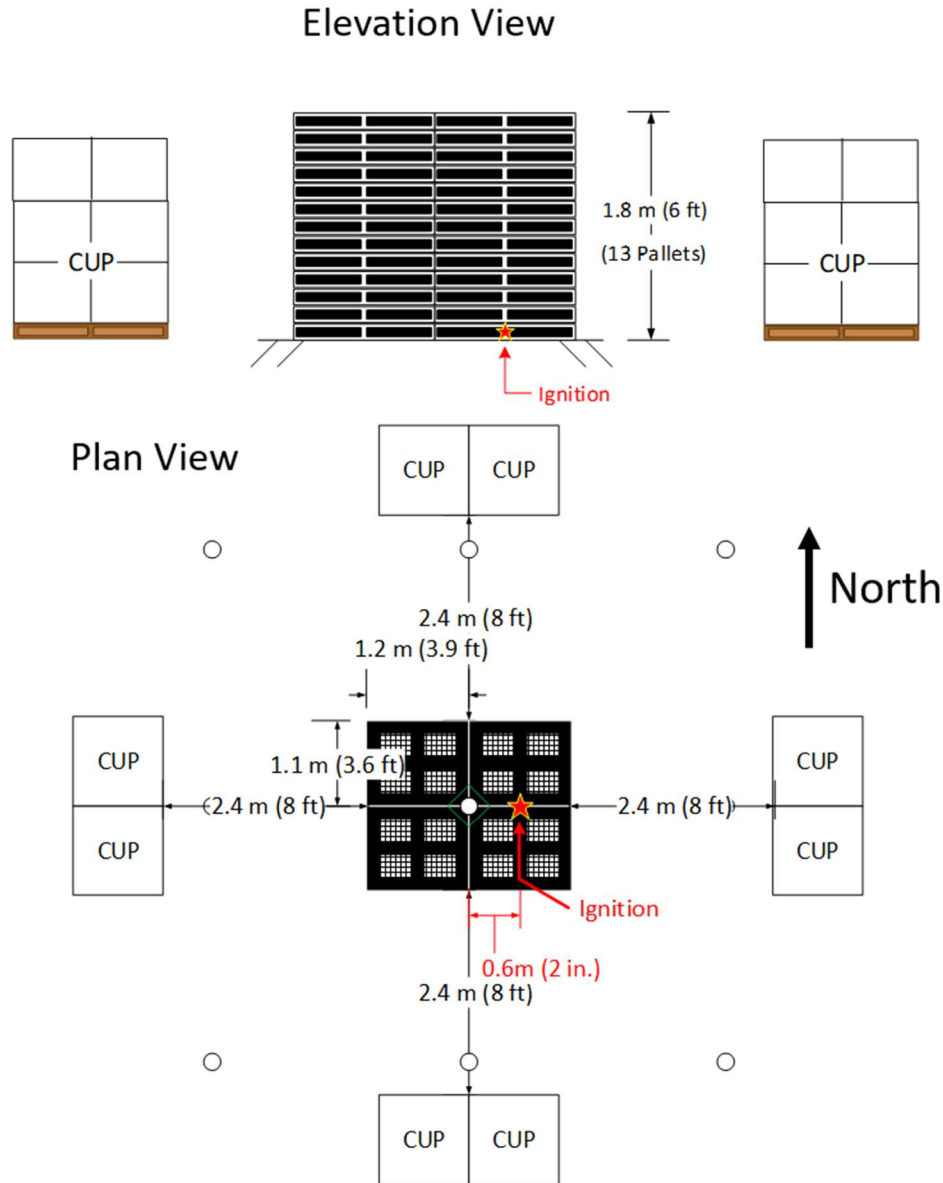 Elevation View
1.8 m (6 ft)
(13 Pallets)
CUP
CUP
Ignition
Plan View
CUP CUP
North
2.4 m (8 ft)
1.2 m (3.9 ft)
CUP
CUP
1.1 m (3.6 ft)
2.4 m (8 ft)
2.4 m (8 ft)
CUP
CUP
Ignition
0.6m (2 in.)
2.4 m (8 ft)
CUP CUP